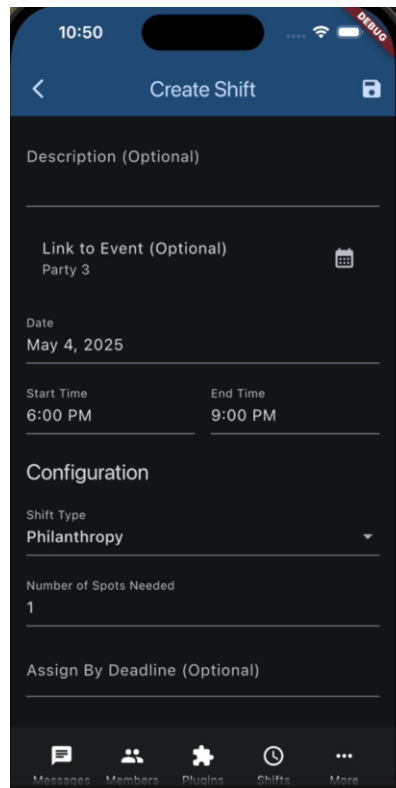 10:50
DEBUG
Create Shift
Description (Optional)
Link to Event (Optional)
Party 3
Date
May 4, 2025
Start Time End Time
6:00 PM 9:00 PM
Configuration
Shift Type
Philanthropy
Number of Spots Needed
1
Assign By Deadline (Optional)
Messages Members Plugins Shifts More